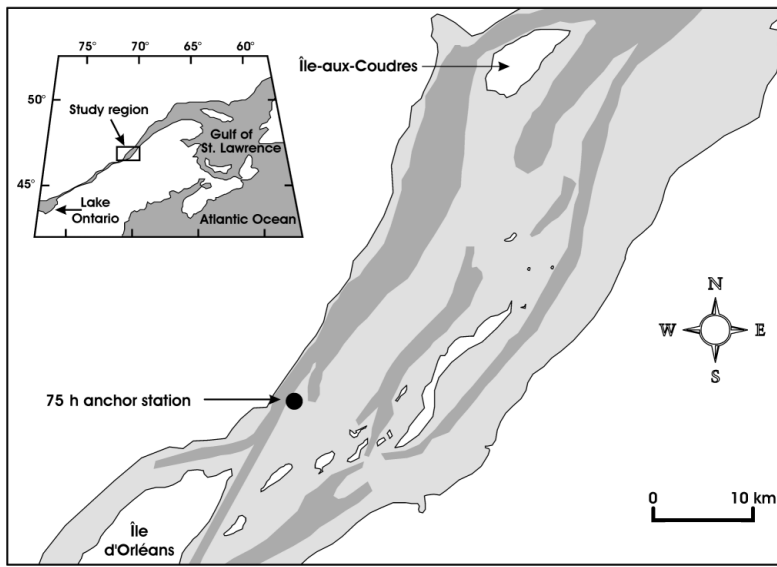 75° 70° 65° 60°
50°
45°
Study region
Gulf of
St. Lawrence
Lake
Ontario
Atlantic Ocean
Île-aux-Coudres
N
W E
S
75 h anchor station
Île
d'Orléans
0 10 km